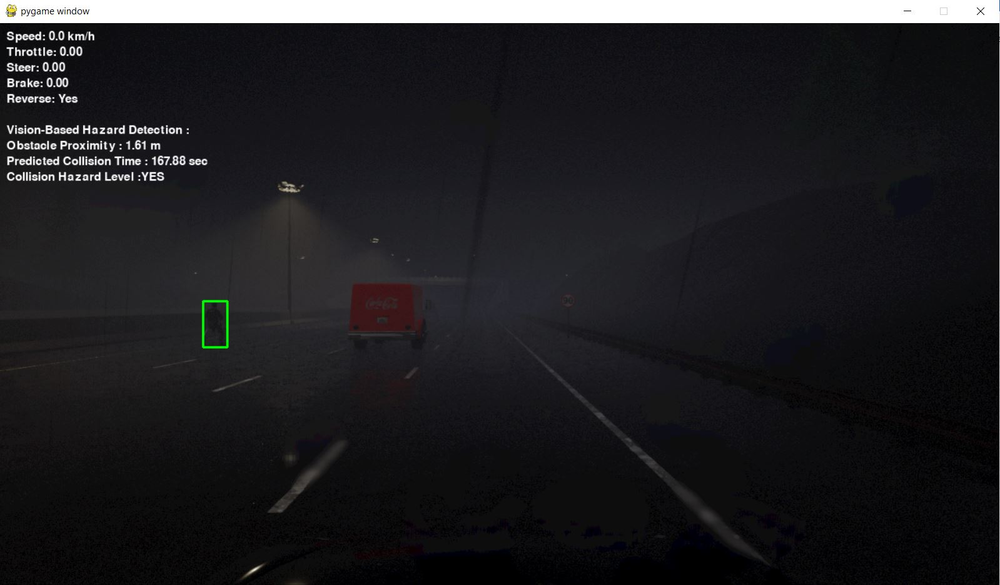 pygame window
Speed: 0.0 km/h
Throttle: 0.00
Steer: 0.00
Brake: 0.00
Reverse: Yes
Vision-Based Hazard Detection :
Obstacle Proximity : 1.61 m
Predicted Collision Time : 167.88 sec
Collision Hazard Level :YES
Coca-Cola
90